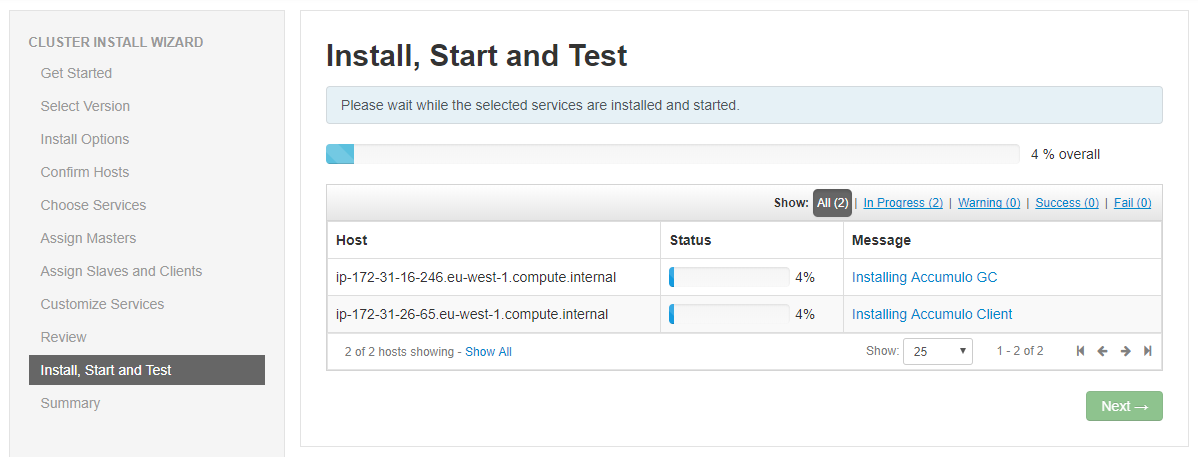 CLUSTER INSTALL WIZARD
Get Started
Select Version
Install Options
Confirm Hosts
Choose Services
Assign Masters
Assign Slaves and Clients
Customize Services
Review
Install, Start and Test
Summary
Install, Start and Test
Please wait while the selected services are installed and started.
4 % overall
Show: All (2) | In Progress (2) | Warning (0) | Success (0) | Fail (0)
Host Status Message
ip-172-31-16-246.eu-west-1.compute.internal 4% Installing Accumulo GC
ip-172-31-26-65.eu-west-1.compute.internal 4% Installing Accumulo Client
2 of 2 hosts showing - Show All Show: 25 1 - 2 of 2
Next →